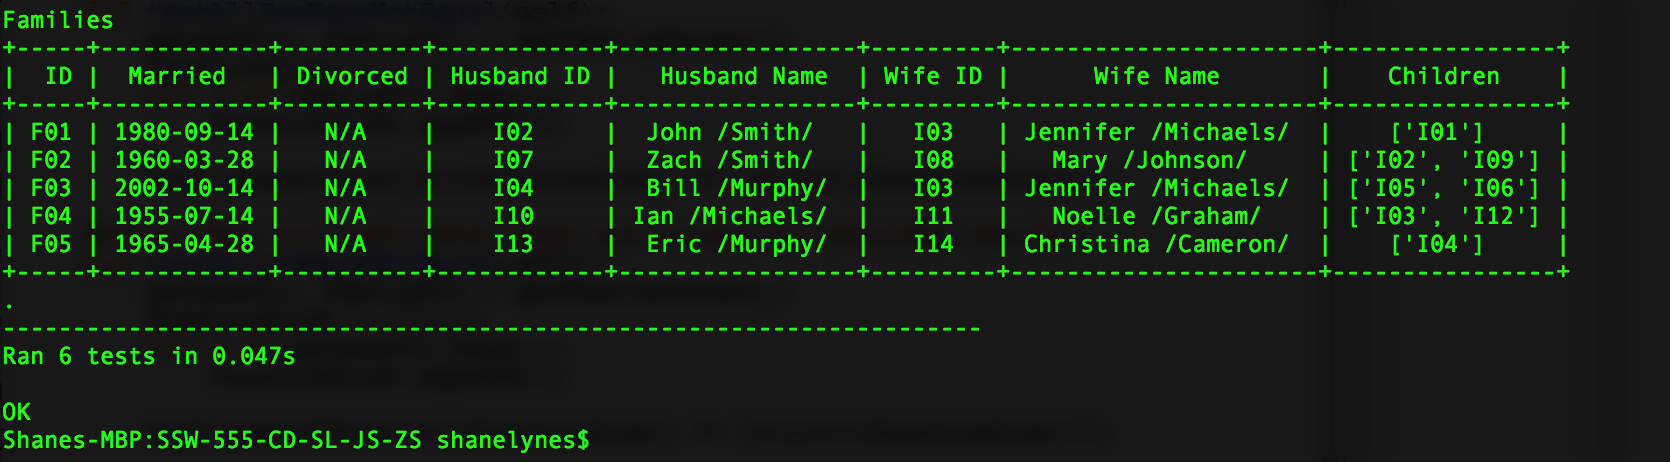 Families
+-----+------------+----------+------------+-----------------+---------+----------------------+----------------+
|  ID |  Married   | Divorced | Husband ID |   Husband Name  | Wife ID |      Wife Name       |    Children    |
+-----+------------+----------+------------+-----------------+---------+----------------------+----------------+
| F01 | 1980-09-14 |   N/A    |    I02     |  John /Smith/   |   I03   | Jennifer /Michaels/  |    ['I01']     |
| F02 | 1960-03-28 |   N/A    |    I07     |  Zach /Smith/   |   I08   |   Mary /Johnson/     | ['I02', 'I09'] |
| F03 | 2002-10-14 |   N/A    |    I04     |  Bill /Murphy/  |   I03   | Jennifer /Michaels/  | ['I05', 'I06'] |
| F04 | 1955-07-14 |   N/A    |    I10     | Ian /Michaels/  |   I11   |   Noelle /Graham/    | ['I03', 'I12'] |
| F05 | 1965-04-28 |   N/A    |    I13     |  Eric /Murphy/  |   I14   | Christina /Cameron/  |    ['I04']     |
+-----+------------+----------+------------+-----------------+---------+----------------------+----------------+
.
----------------------------------------------------------------------
Ran 6 tests in 0.047s
OK
Shanes-MBP:SSW-555-CD-SL-JS-ZS shanelynes$